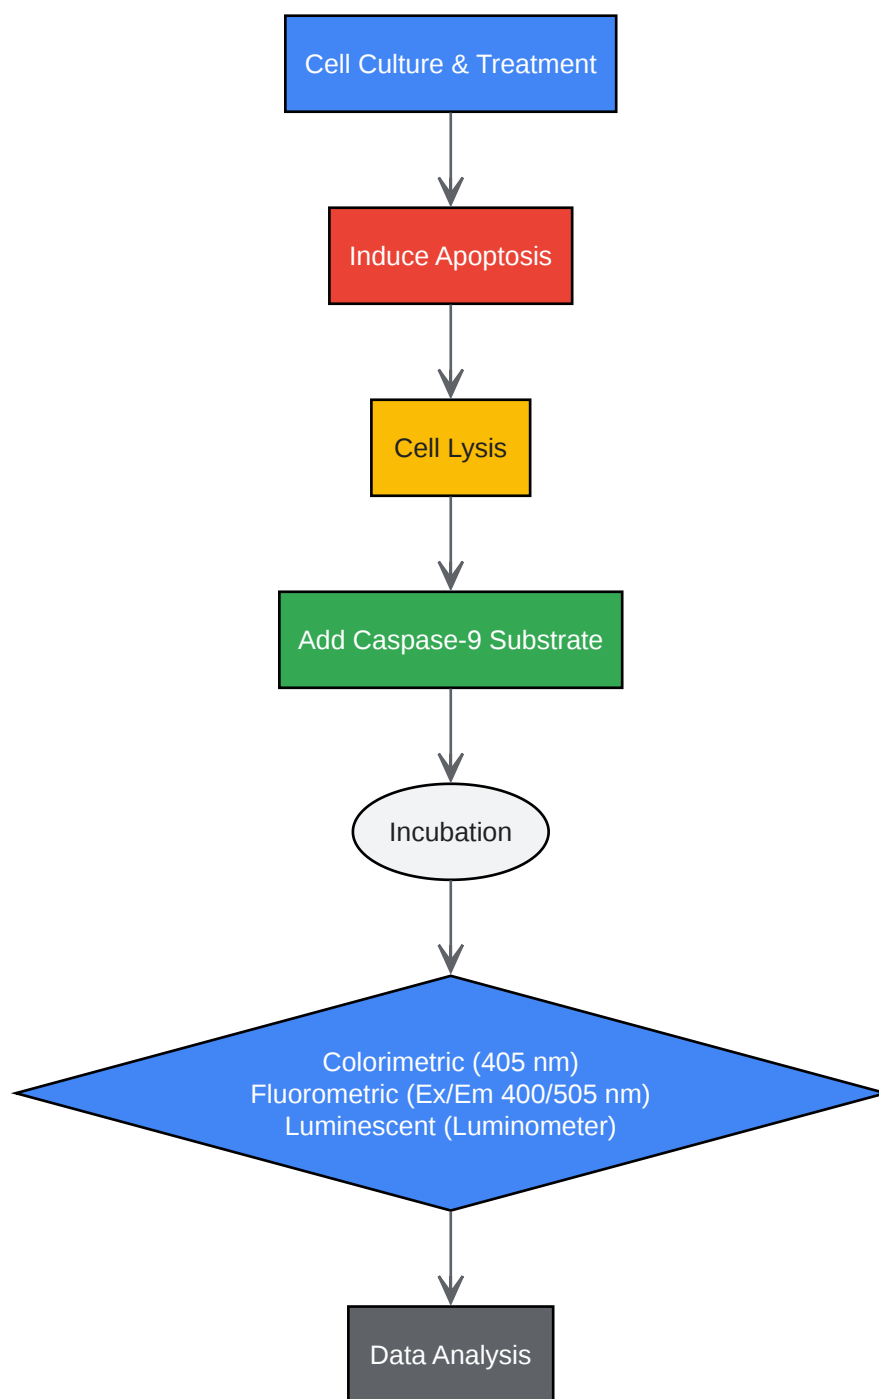 Cell Culture & Treatment
Induce Apoptosis
Cell Lysis
Add Caspase-9 Substrate
Incubation
Colorimetric (405 nm)
Fluorometric (Ex/Em 400/505 nm)
Luminescent (Luminometer)
Data Analysis